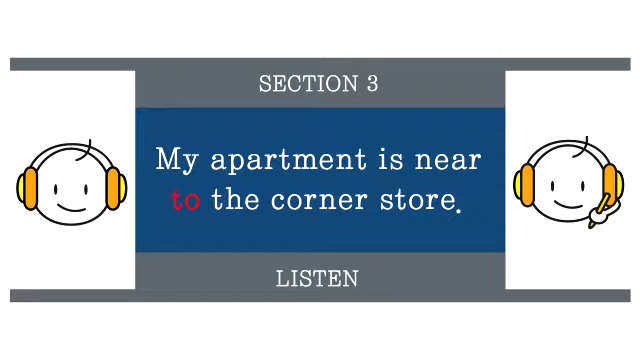 SECTION 3
My apartment is near
to the corner store.
LISTEN